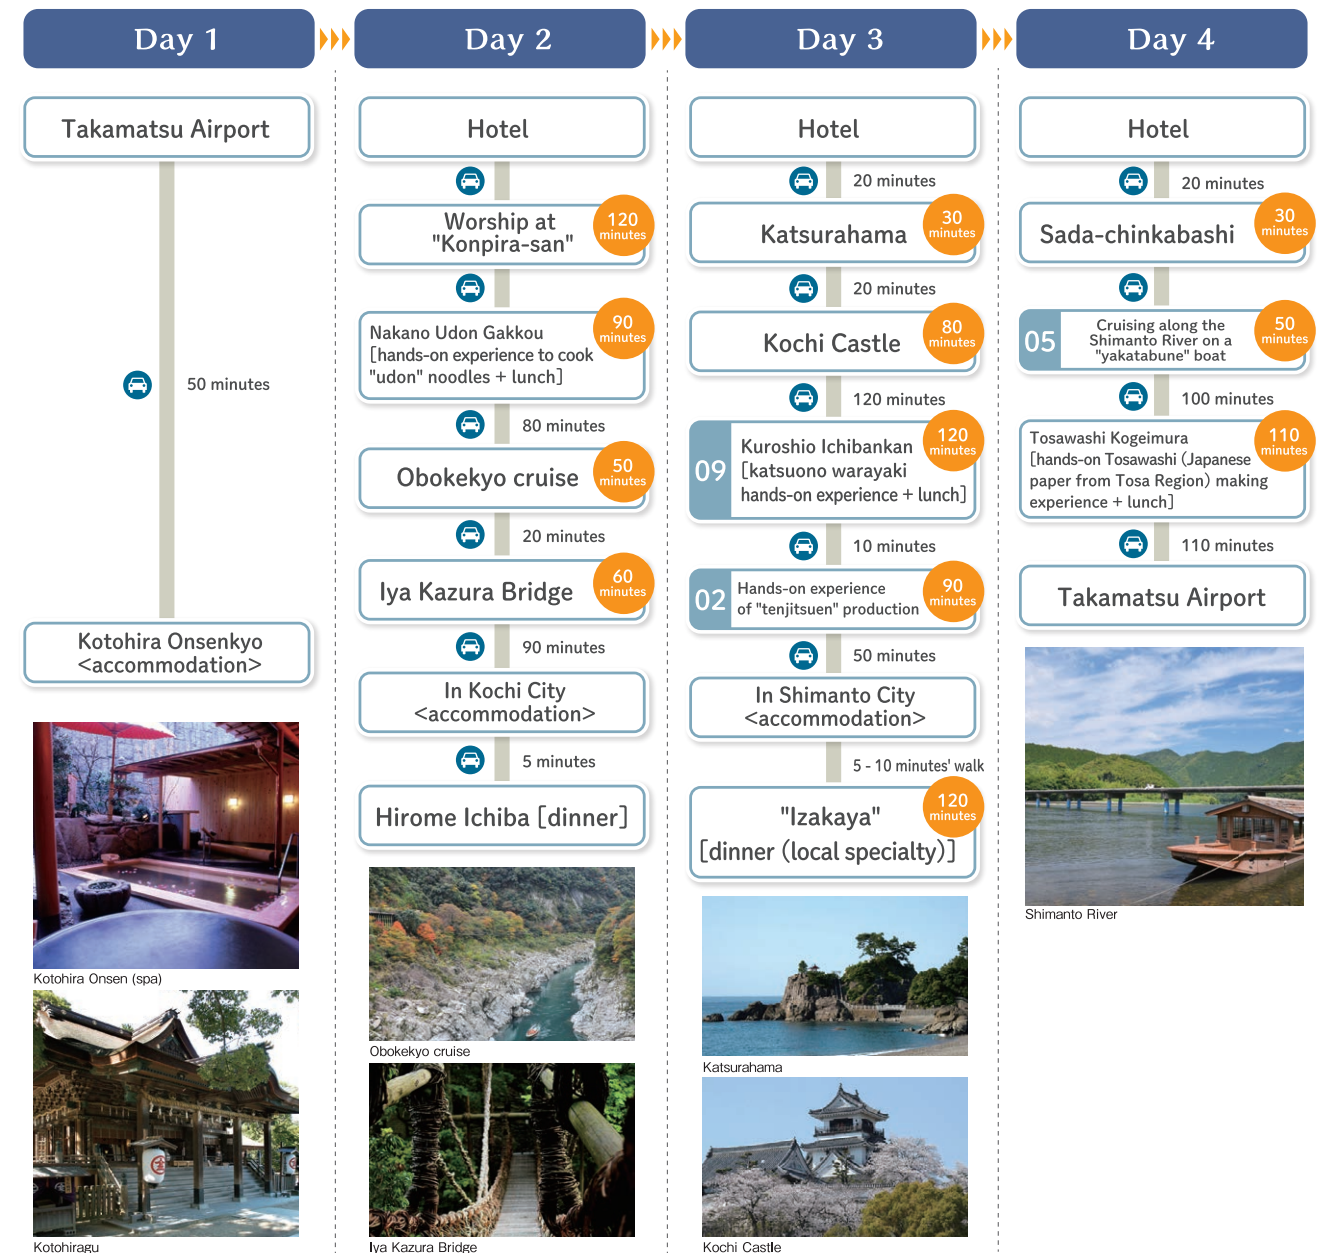 Day 1
Takamatsu Airport
50 minutes
Kotohira Onsenkyo
<accommodation>
Kotohira Onsen (spa)
Kotohiragu
Day 2
Hotel
Worship at
"Konpira-san"
120
minutes
Nakano Udon Gakkou
[hands-on experience to cook
"udon" noodles + lunch]
90
minutes
80 minutes
Obokekyo cruise
50
minutes
20 minutes
Iya Kazura Bridge
60
minutes
90 minutes
In Kochi City
<accommodation>
5 minutes
Hirome Ichiba [dinner]
Obokekyo cruise
Iya Kazura Bridge
Day 3
Hotel
20 minutes
Katsurahama
30
minutes
20 minutes
Kochi Castle
80
minutes
120 minutes
09
Kuroshio Ichibankan
[katsuono warayaki
hands-on experience + lunch]
120
minutes
10 minutes
02
Hands-on experience
of "tenjitsuen" production
90
minutes
50 minutes
In Shimanto City
<accommodation>
5 - 10 minutes' walk
"Izakaya"
[dinner (local specialty)]
120
minutes
Katsurahama
Kochi Castle
Day 4
Hotel
20 minutes
Sada-chinkabashi
30
minutes
05
Cruising along the
Shimanto River on a
"yakatabune" boat
50
minutes
100 minutes
Tosawashi Kogeimura
[hands-on Tosawashi (Japanese
paper from Tosa Region) making
experience + lunch]
110
minutes
110 minutes
Takamatsu Airport
Shimanto River